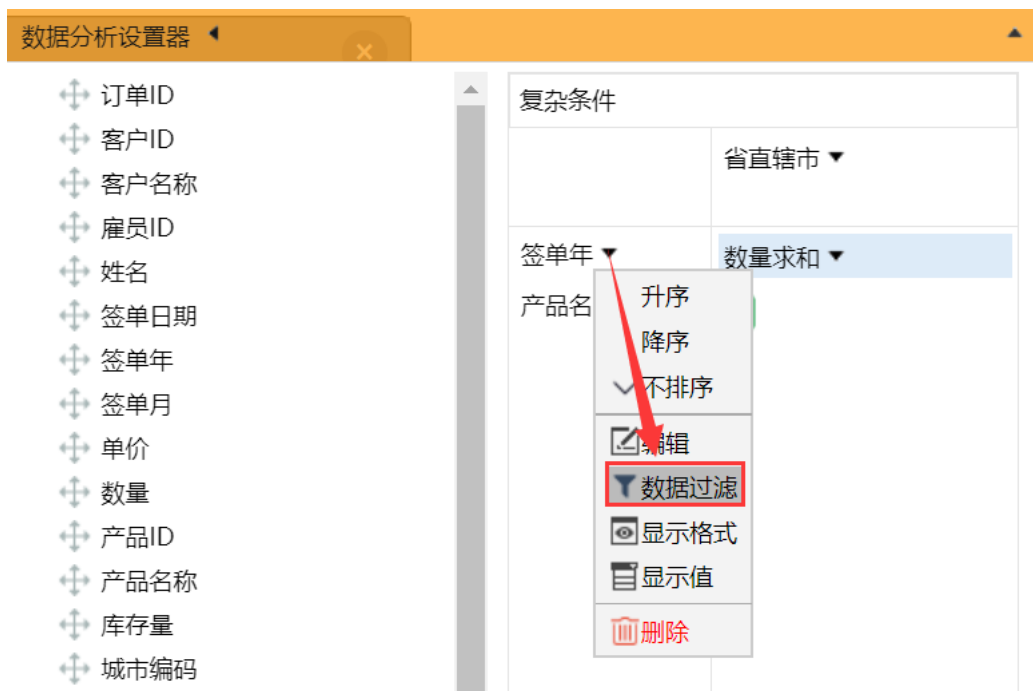 数据分析设置器
订单ID
客户ID
客户名称
雇员ID
姓名
签单日期
签单年
签单月
单价
数量
产品ID
产品名称
库存量
城市编码
复杂条件
省直辖市
签单年
数量求和
产品名
升序
降序
不排序
编辑
数据过滤
显示格式
显示值
删除